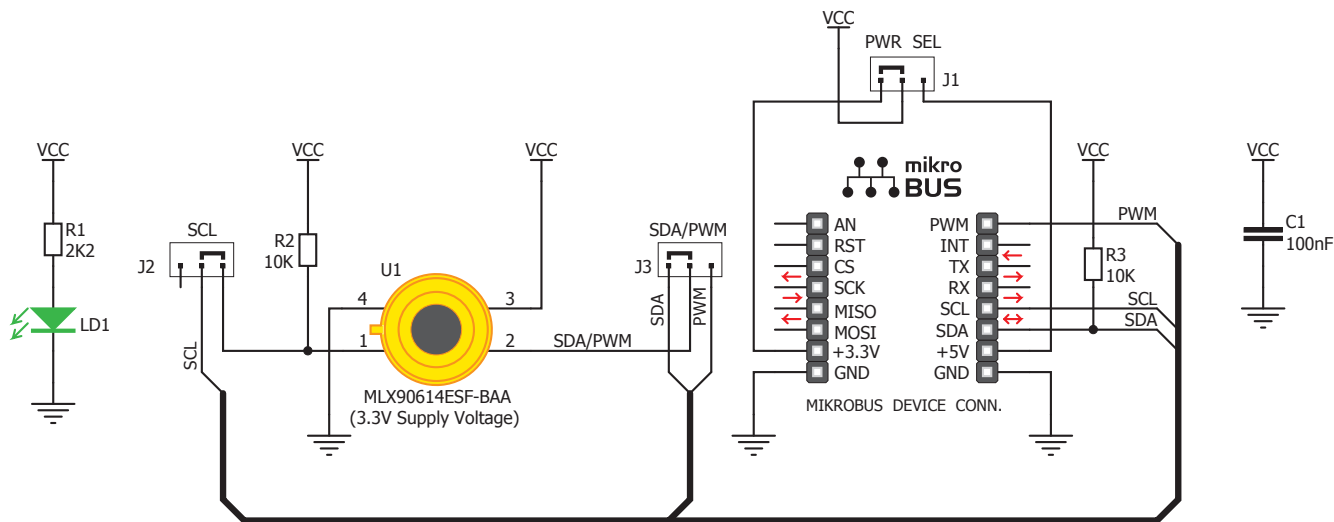 VCC
PWR SEL
J1
VCC
VCC
VCC
VCC
VCC
mikro
BUS
R1
2K2
SCL
J2
R2
10K
U1
SDA/PWM
J3
AN
RST
CS
SCK
MISO
MOSI
+3.3V
GND
PWM
INT
TX
RX
SCL
SDA
+5V
GND
PWM
R3
10K
SCL
SDA
C1
100nF
LD1
4
3
1
2
SDA/PWM
SCL
SDA
PWM
MLX90614ESF-BAA
(3.3V Supply Voltage)
MIKROBUS DEVICE CONN.